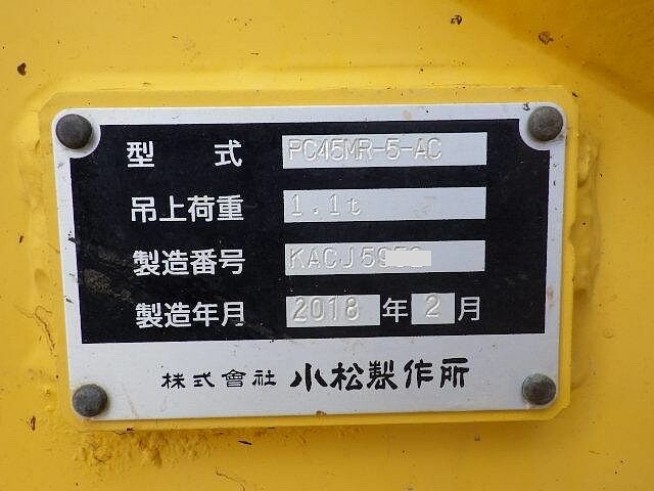 型 式 PC45MR-5-AC
吊上荷重 1.1t
製造番号 KACJ59
製造年月 2018 年 2 月
株式會社 小松製作所